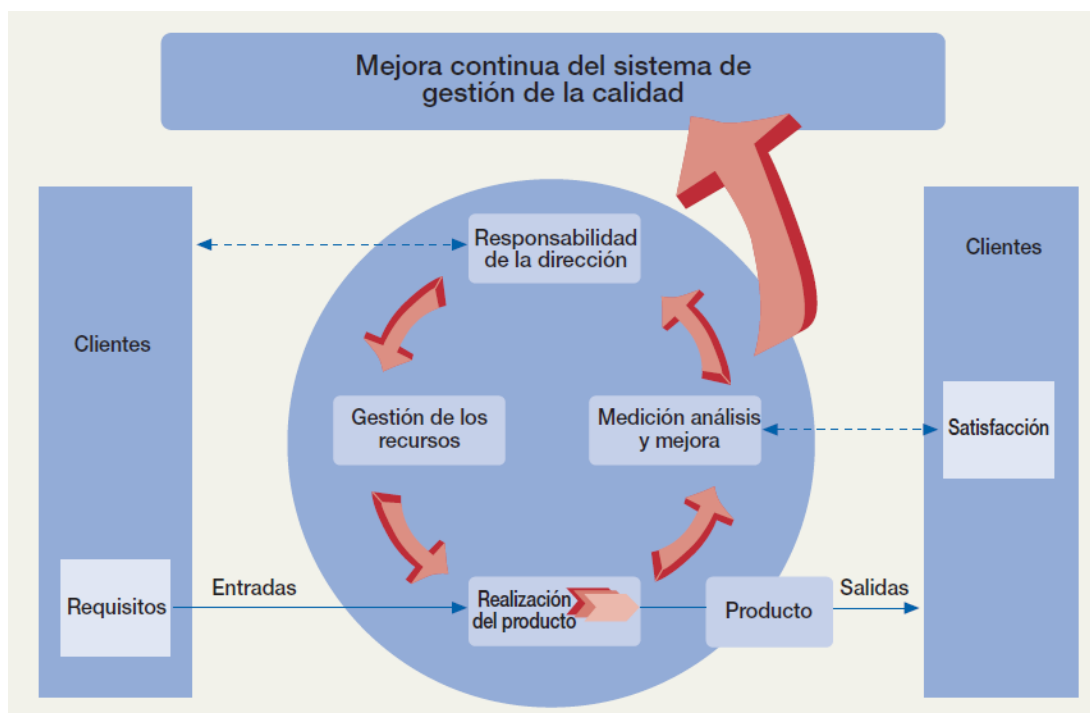 Mejora continua del sistema de
gestión de la calidad
Responsabilidad
de la dirección
Clientes
Clientes
Gestión de los
recursos
Medición análisis
y mejora
Satisfacción
Requisitos
Entradas
Realización
del producto
Producto
Salidas